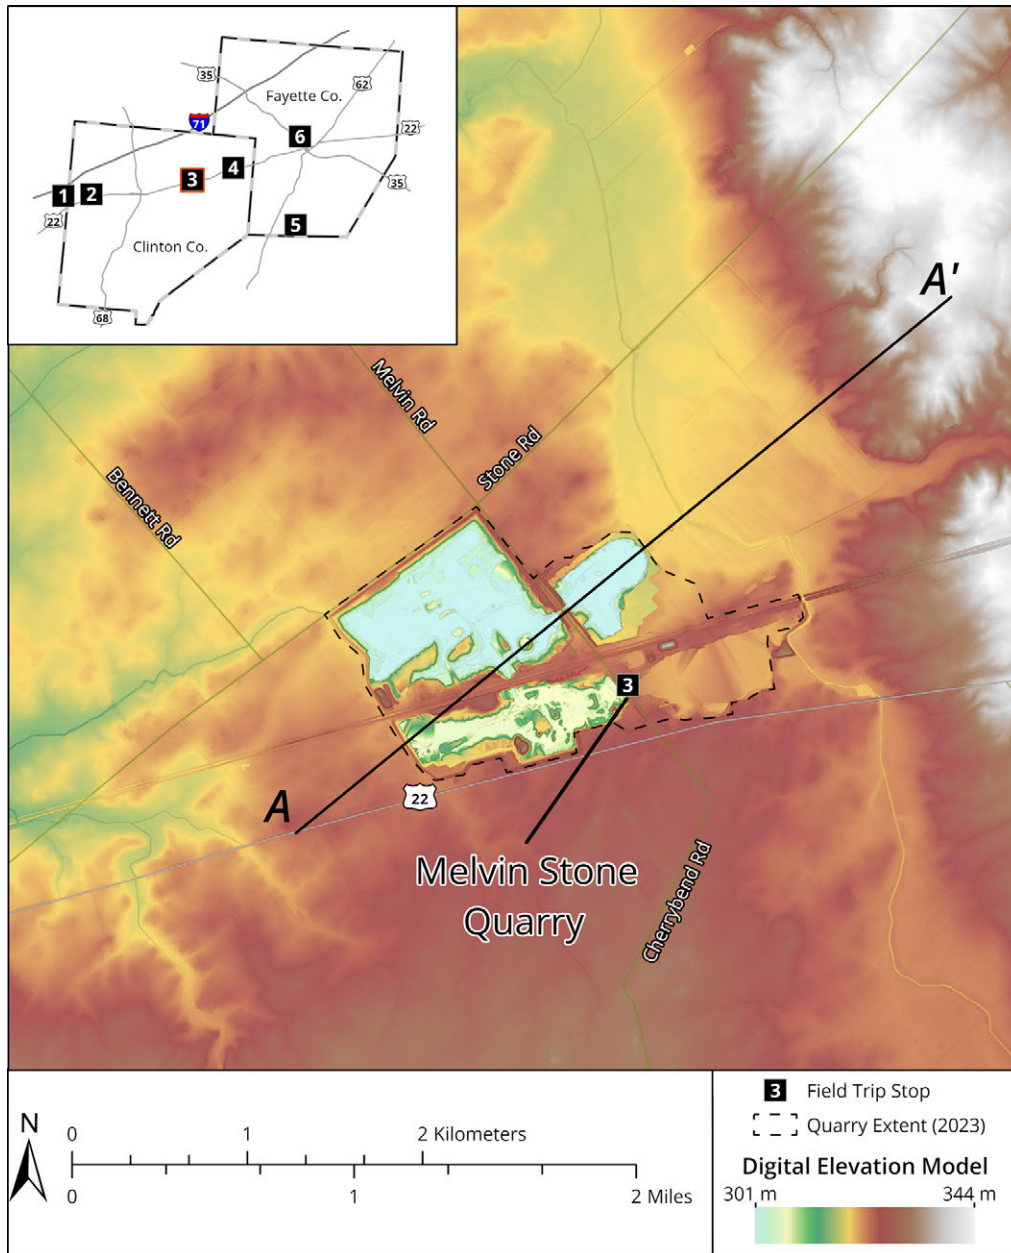 35
62
Fayette Co.
71
22
6
4
3
35
1
2
22
5
Clinton Co.
68
A'
Melvin Rd
Stone Rd
Bennett Rd
3
A
22
Melvin Stone
Quarry
Cherrybend Rd
N
0 1 2 Kilometers
0 1 2 Miles
3 Field Trip Stop
Quarry Extent (2023)
Digital Elevation Model
301 m 344 m